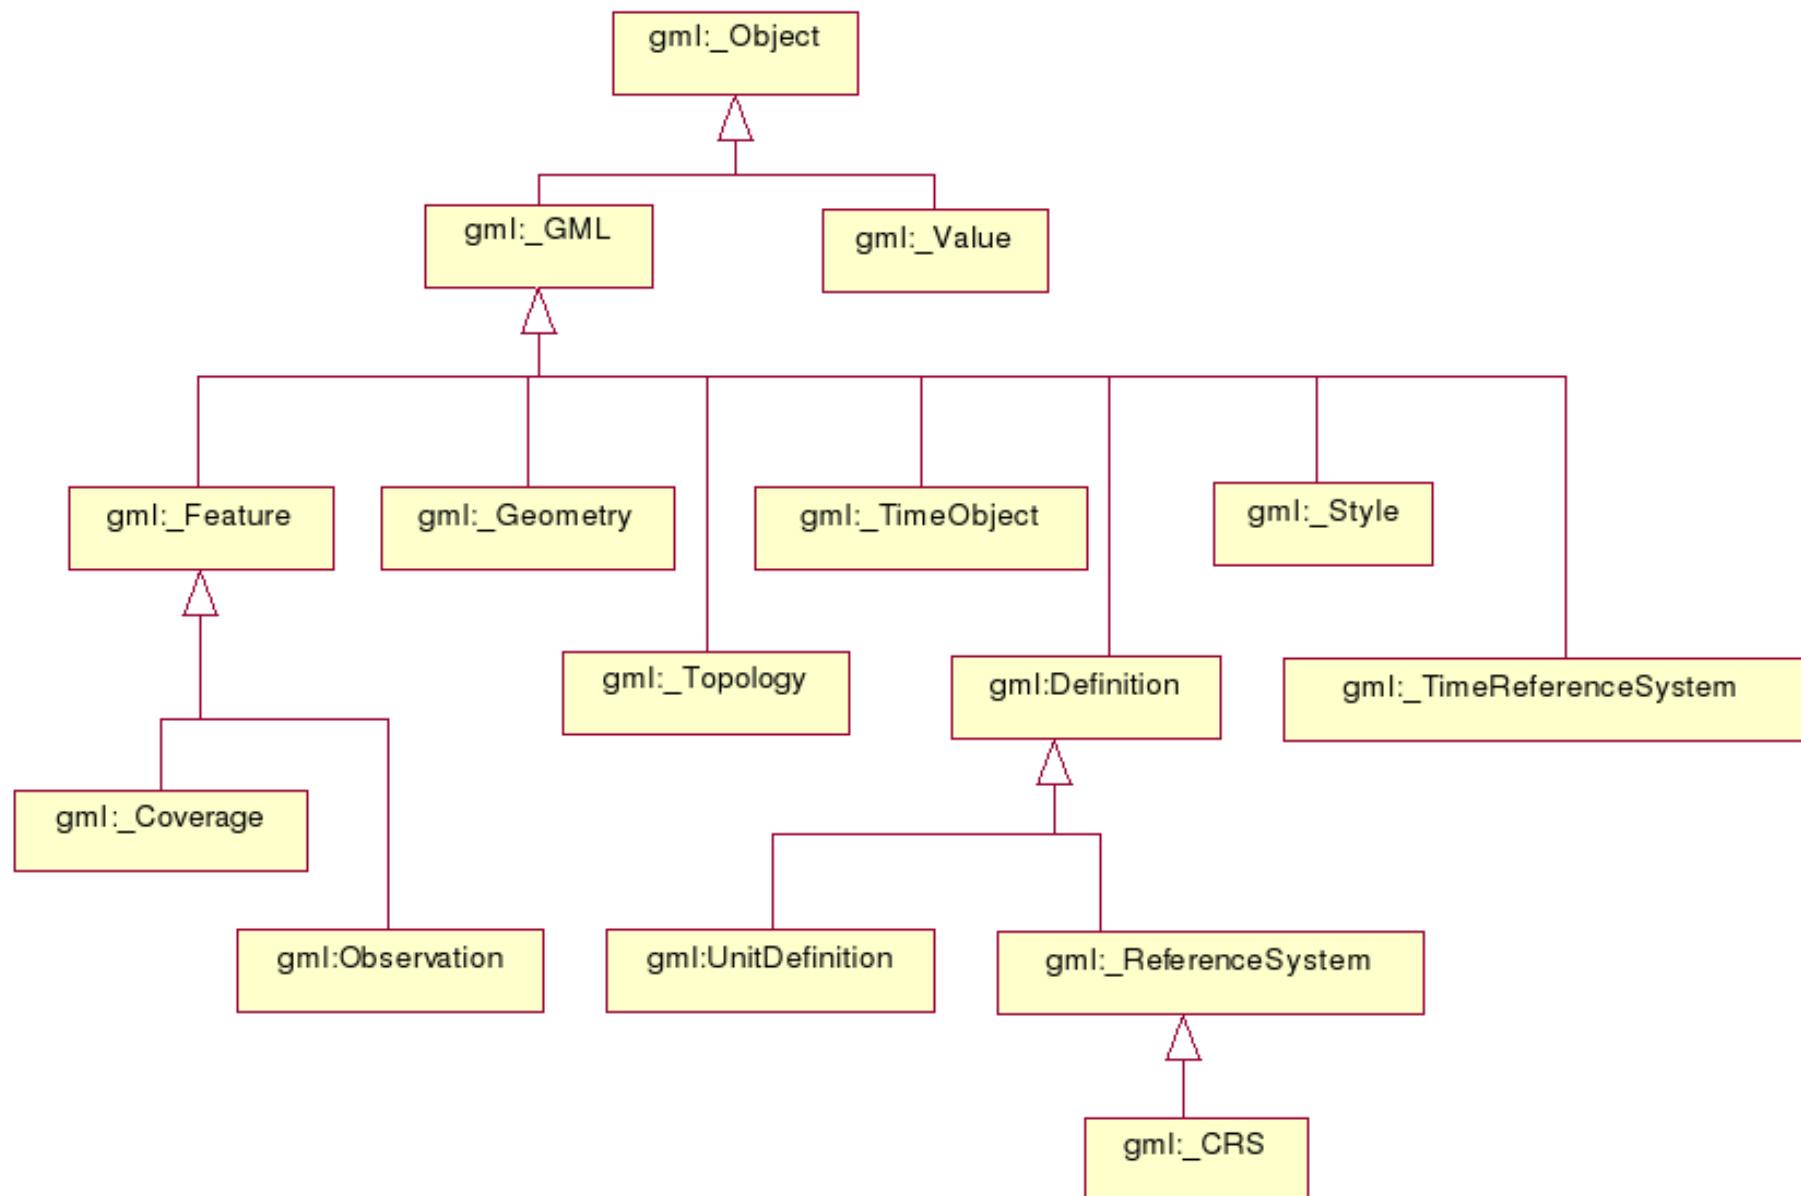 gml:_Object
gml:_GML
gml:_Value
gml:_Feature
gml:_Geometry
gml:_TimeObject
gml:_Style
gml:_Topology
gml:Definition
gml:_TimeReferenceSystem
gml:_Coverage
gml:Observation
gml:UnitDefinition
gml:_ReferenceSystem
gml:_CRS